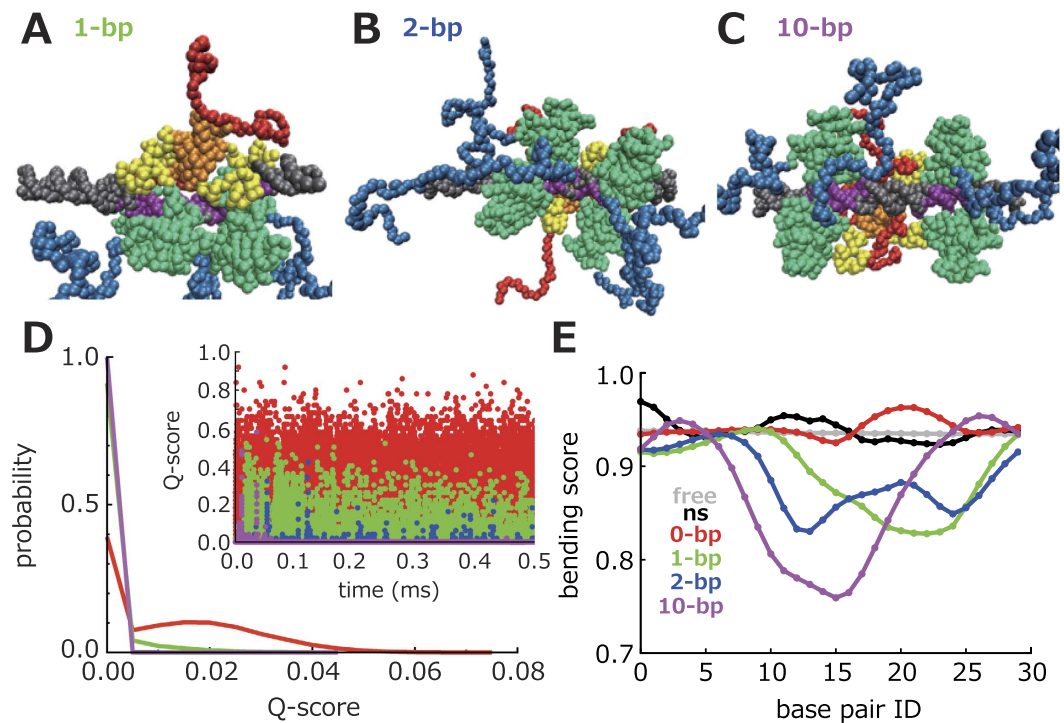 A 1-bp
B 2-bp
C 10-bp
D
1.0
0.5
0.0
probability
0.00 0.02 0.04 0.06 0.08
Q-score
Q-score
1.0
0.8
0.6
0.4
0.2
0.0
0.0 0.1 0.2 0.3 0.4 0.5
time (ms)
E
1.0
0.9
0.8
0.7
bending score
free
ns
0-bp
1-bp
2-bp
10-bp
0 5 10 15 20 25 30
base pair ID